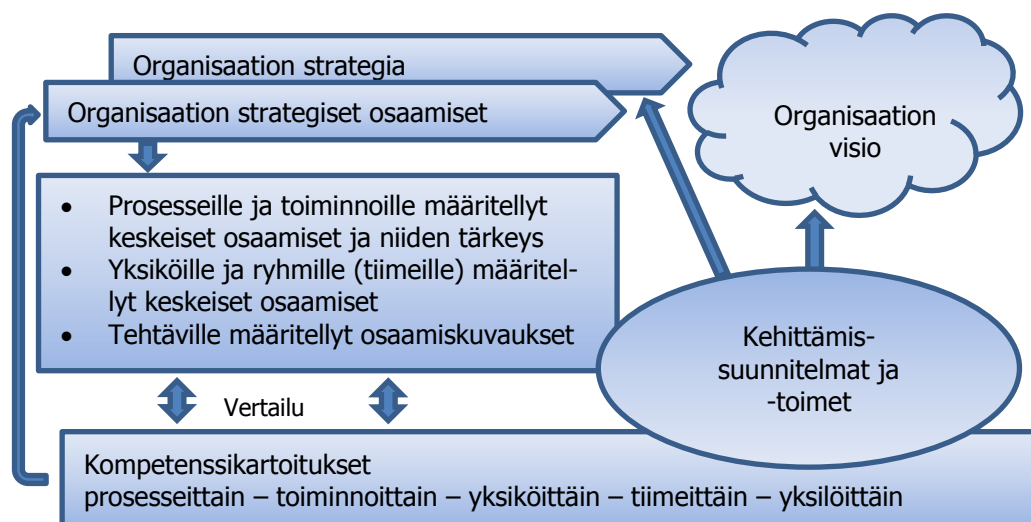 Organisaation strategia
Organisaation strategiset osaamiset
Organisaation
visio
• Prosesseille ja toiminnoille määritellyt
keskeiset osaamiset ja niiden tärkeys
• Yksiköille ja ryhmille (tiimeille) määritel-
lyt keskeiset osaamiset
• Tehtäville määritellyt osaamiskuvaukset
Kehittämis-
suunnitelmat ja
-toimet
Vertailu
Kompetenssikartoitukset
prosesseittain – toiminnoittain – yksiköittäin – tiimeittäin – yksilöittäin